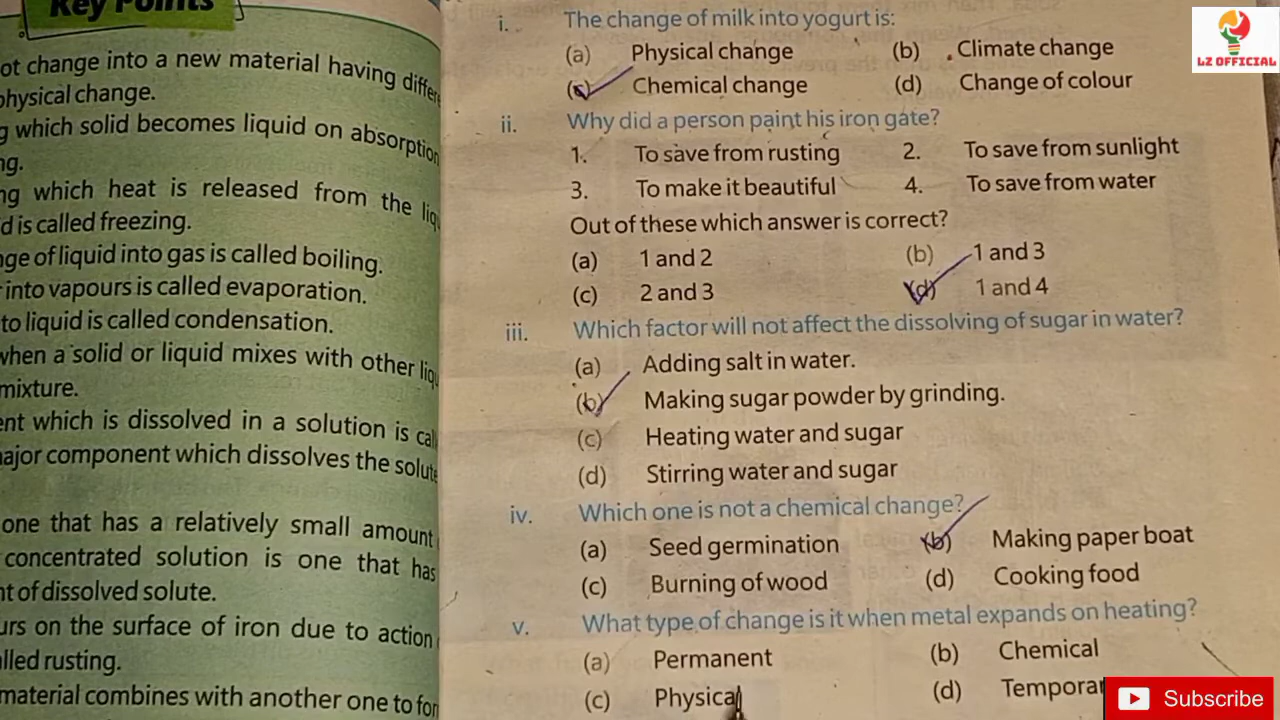 Key Points
ot change into a new material having differe
physical change.
g which solid becomes liquid on absorption
ng.
ng which heat is released from the liq
d is called freezing.
nge of liquid into gas is called boiling.
into vapours is called evaporation.
to liquid is called condensation.
when a solid or liquid mixes with other liq
mixture.
ent which is dissolved in a solution is cal
major component which dissolves the solute
one that has a relatively small amount
concentrated solution is one that has
nt of dissolved solute.
urs on the surface of iron due to action
lled rusting.
material combines with another one to for
i. The change of milk into yogurt is:
(a) Physical change (b) Climate change
(c) Chemical change (d) Change of colour
ii. Why did a person paint his iron gate?
1. To save from rusting 2. To save from sunlight
3. To make it beautiful 4. To save from water
Out of these which answer is correct?
(a) 1 and 2 (b) 1 and 3
(c) 2 and 3 (d) 1 and 4
iii. Which factor will not affect the dissolving of sugar in water?
(a) Adding salt in water.
(b) Making sugar powder by grinding.
(c) Heating water and sugar
(d) Stirring water and sugar
iv. Which one is not a chemical change?
(a) Seed germination (b) Making paper boat
(c) Burning of wood (d) Cooking food
v. What type of change is it when metal expands on heating?
(a) Permanent (b) Chemical
(c) Physica (d) Tempora
LZ OFFICIAL
Subscribe